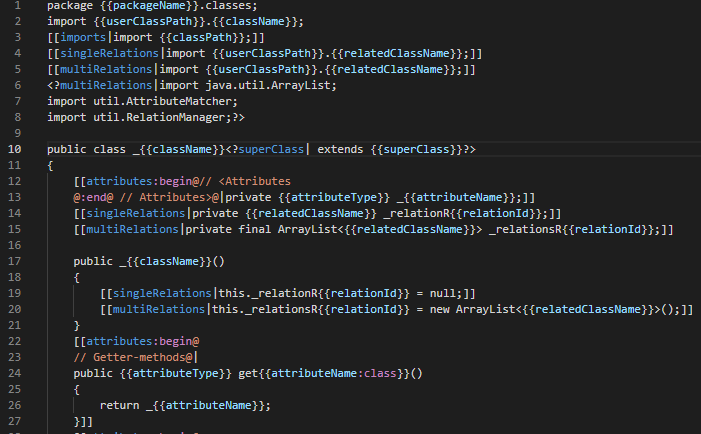 1 package {{packageName}}.classes;
2 import {{userClassPath}}.{{className}};
3 [[imports|import {{classPath}};]]
4 [[singleRelations|import {{userClassPath}}.{{relatedClassName}};]]
5 [[multiRelations|import {{userClassPath}}.{{relatedClassName}};]]
6 <?multiRelations|import java.util.ArrayList;
7 import util.AttributeMatcher;
8 import util.RelationManager;?>
9
10 public class _{{className}}<?superClass| extends {{superClass}}?>
11 {
12 [[attributes:begin@// <Attributes
13 @:end@ // Attributes>@|private {{attributeType}} _{{attributeName}};]]
14 [[singleRelations|private {{relatedClassName}} _relationR{{relationId}};]]
15 [[multiRelations|private final ArrayList<{{relatedClassName}}> _relationsR{{relationId}};]]
16
17 public _{{className}}()
18 {
19 [[singleRelations|this._relationR{{relationId}} = null;]]
20 [[multiRelations|this._relationsR{{relationId}} = new ArrayList<{{relatedClassName}}>();]]
21 }
22 [[attributes:begin@
23 // Getter-methods@|
24 public {{attributeType}} get{{attributeName:class}}()
25 {
26 return _{{attributeName}};
27 }]]